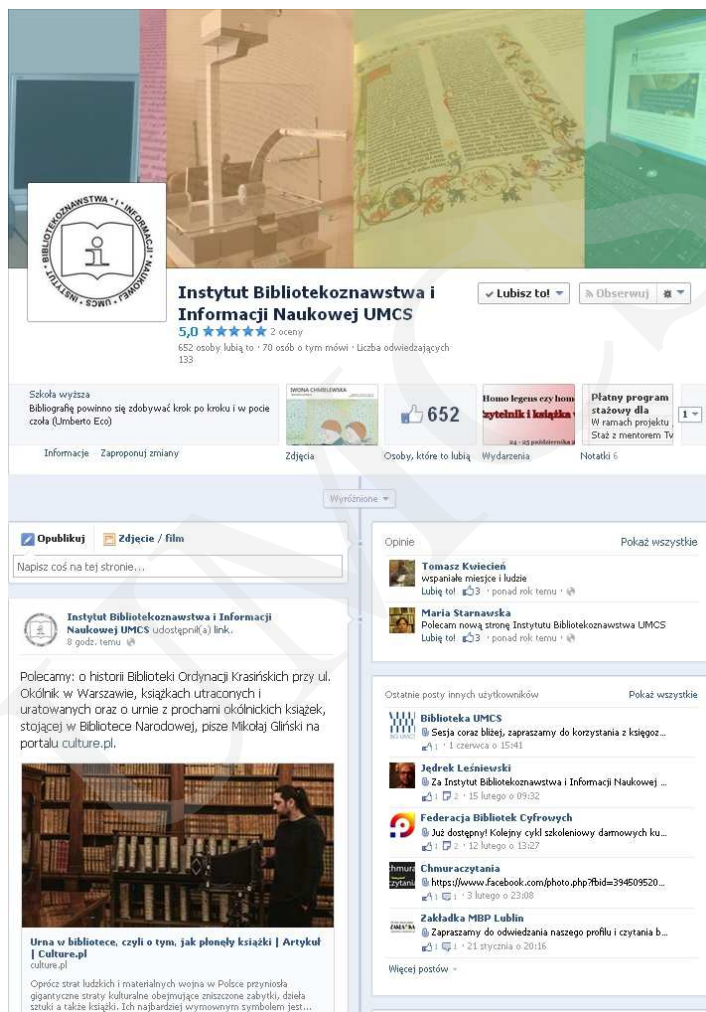 INSTYTUT • BIBLIOTEKOZNAWSTWA • I • INFORMACJI • NAUKOWEJ • UMCS
Instytut Bibliotekoznawstwa i
Informacji Naukowej UMCS
5,0 ★★★★★ 2 oceny
652 osoby lubią to · 70 osób o tym mówi · Liczba odwiedzających
133
Lubisz to!
Obserwuj
Szkoła wyższa
Bibliografię powinno się zdobywać krok po kroku i w pocie
czoła (Umberto Eco)
Informacje Zaproponuj zmiany
IWONA CHMIELEWSKA
Zdjęcia
652
Osoby, które to lubią
Homo legens czy hom
zytelnik i książka
24 - 25 października 2
Wydarzenia
Płatny program
stażowy dla
W ramach projektu
Staż z mentorem Tv
Notatki 6
1
Wyróżnione
Opublikuj Zdjęcie / film
Napisz coś na tej stronie...
Instytut Bibliotekoznawstwa i Informacji
Naukowej UMCS udostępnił(a) link.
8 godz. temu
Polecamy: o historii Biblioteki Ordynacji Krasińskich przy ul.
Okólnik w Warszawie, książkach utraconych i
uratowanych oraz o urnie z prochami okólnickich książek,
stojącej w Bibliotece Narodowej, pisze Mikołaj Gliński na
portalu culture.pl.
Urna w bibliotece, czyli o tym, jak płonęły książki | Artykuł
| Culture.pl
culture.pl
Oprócz strat ludzkich i materialnych wojna w Polsce przyniosła
gigantyczne straty kulturalne obejmujące zniszczone zabytki, dzieła
sztuki a także książki. Ich najbardziej wymownym symbolem jest...
Opinie Pokaż wszystkie
Tomasz Kwiecień
wspaniałe miesjce i ludzie
Lubię to! 3 · ponad rok temu
Maria Starnawska
Polecam nową stronę Instytutu Bibliotekoznawstwa UMCS
Lubię to! 3 · ponad rok temu
Ostatnie posty innych użytkowników Pokaż wszystkie
BG UMCS
Biblioteka UMCS
Sesja coraz bliżej, zapraszamy do korzystania z księgoz...
1 · 1 czerwca o 15:41
Jędrek Leśniewski
Za Instytut Bibliotekoznawstwa i Informacji Naukowej ...
1 2 · 15 lutego o 09:32
Federacja Bibliotek Cyfrowych
Już dostępny! Kolejny cykl szkoleniowy darmowych ku...
1 2 · 12 lutego o 13:27
chmura
czytania
Chmuraczytania
https://www.facebook.com/photo.php?fbid=394509520...
1 1 · 3 lutego o 23:08
Zakładka MBP Lublin
Zapraszamy do odwiedzania naszego profilu i czytania b...
1 1 · 21 stycznia o 20:16
Więcej postów
UMCS